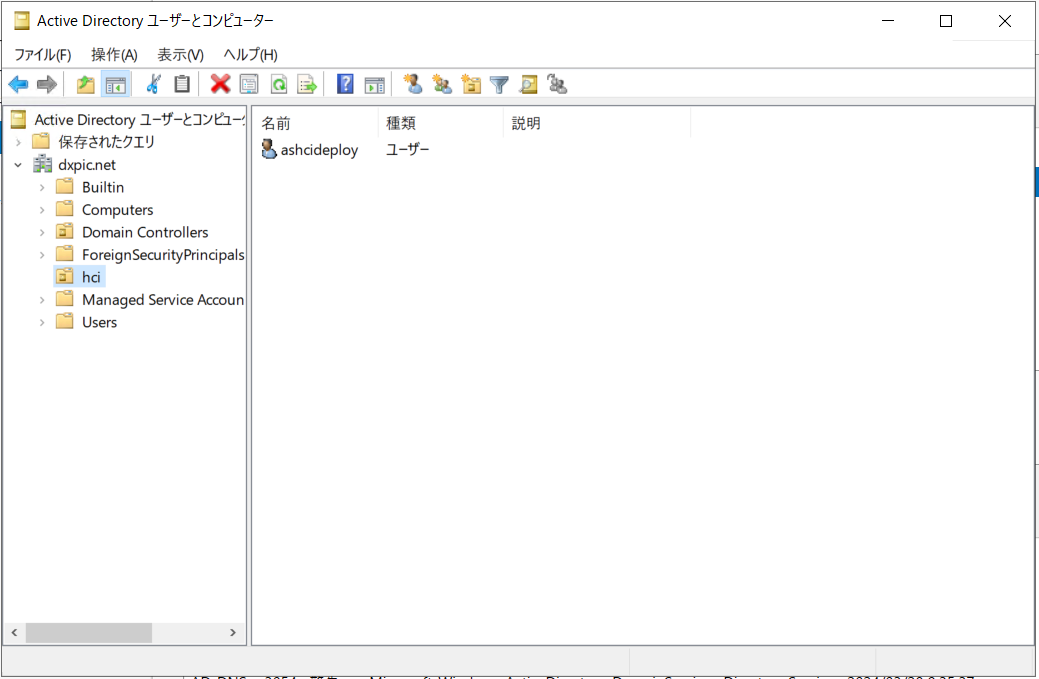 Active Directory ユーザーとコンピューター
ファイル(F) 操作(A) 表示(V) ヘルプ(H)
Active Directory ユーザーとコンピュータ
保存されたクエリ
dxpic.net
Builtin
Computers
Domain Controllers
ForeignSecurityPrincipals
hci
Managed Service Accoun
Users
名前 種類 説明
ashcideploy ユーザー